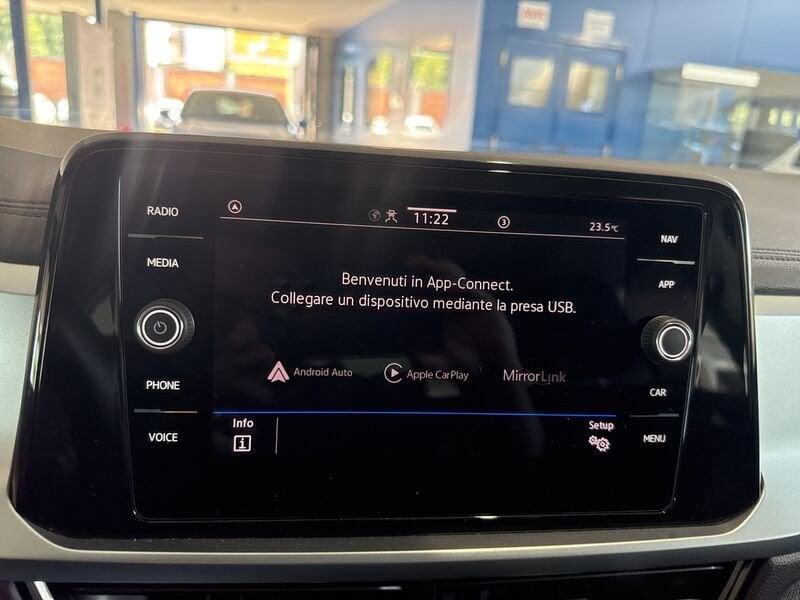 RADIO
MEDIA
PHONE
VOICE
11:22
3
23.5°C
Benvenuti in App-Connect.
Collegare un dispositivo mediante la presa USB.
Android Auto
Apple CarPlay
MirrorLink
Info
Setup
NAV
APP
CAR
MENU